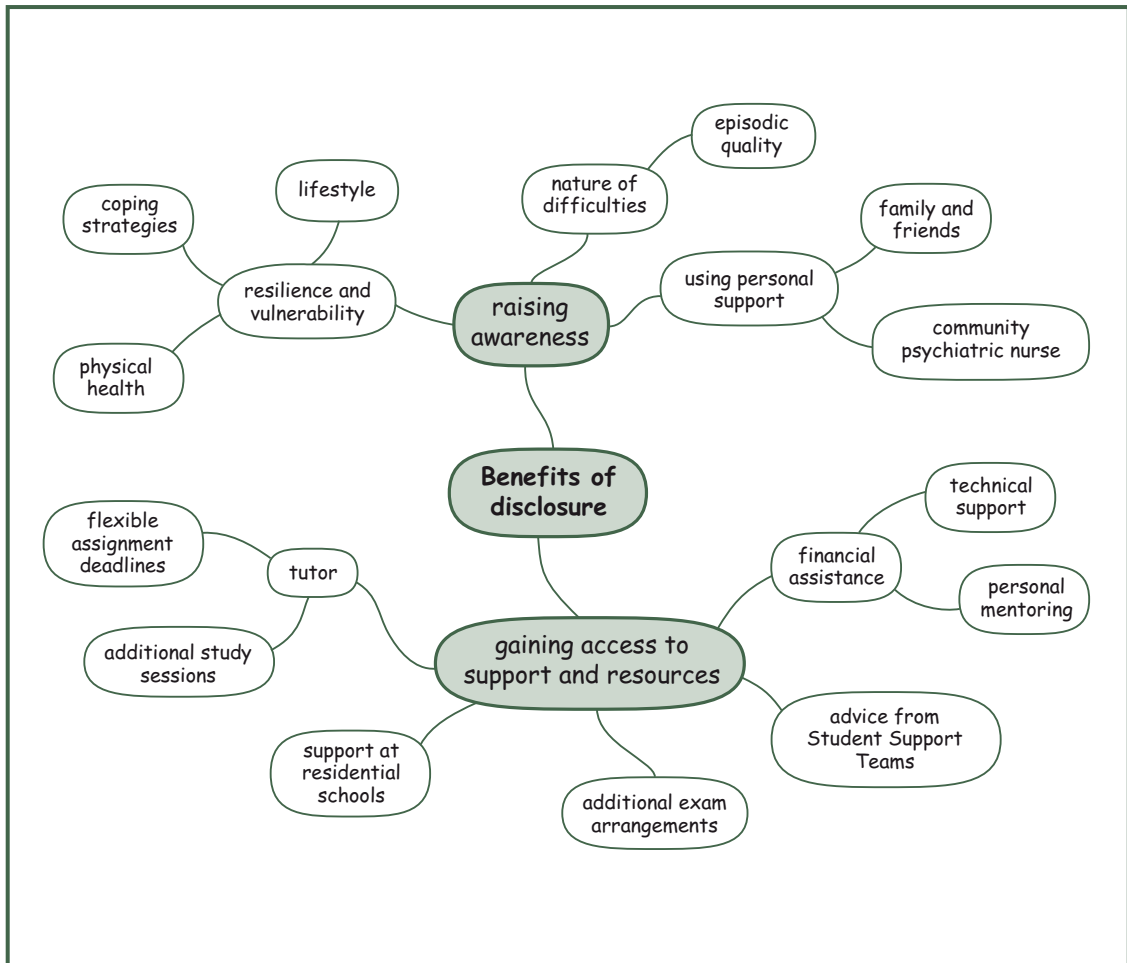 episodic
quality
nature of
difficulties
lifestyle
coping
strategies
family and
friends
resilience and
vulnerability
using personal
support
raising
awareness
community
psychiatric nurse
physical
health
Benefits of
disclosure
technical
support
flexible
assignment
deadlines
tutor
financial
assistance
personal
mentoring
additional study
sessions
gaining access to
support and resources
advice from
Student Support
Teams
support at
residential
schools
additional exam
arrangements